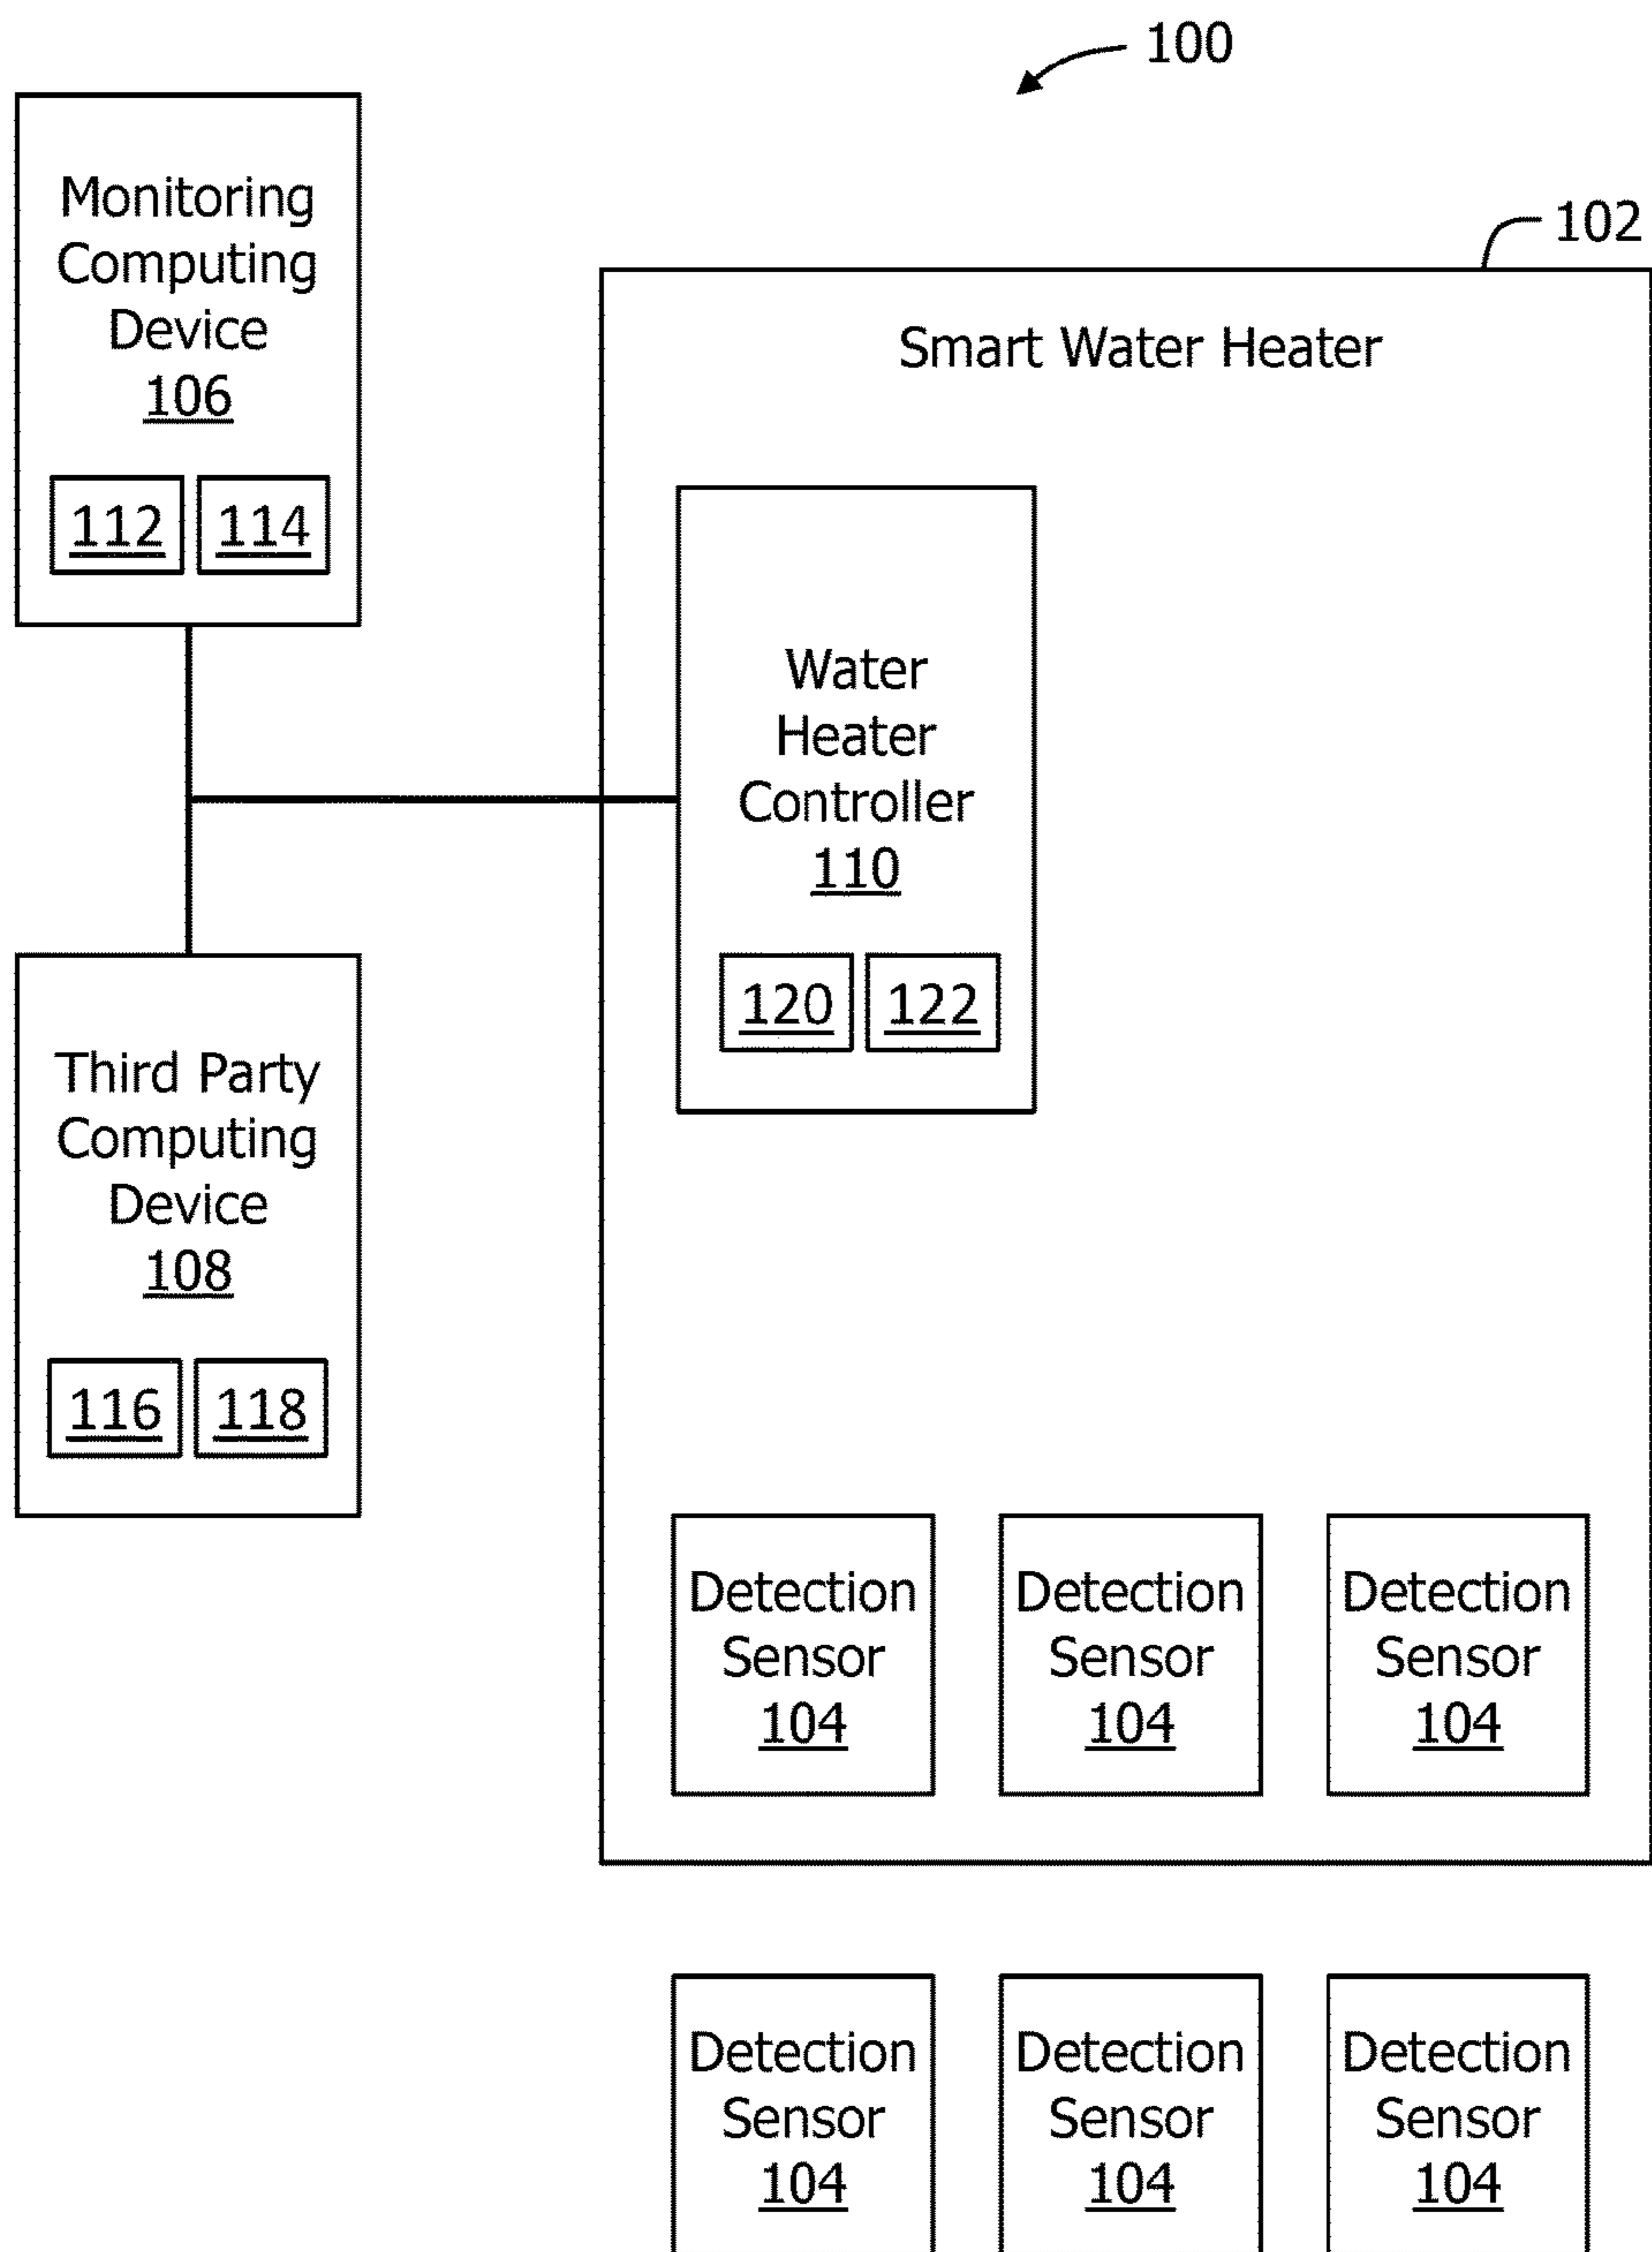 100
Monitoring
Computing
Device
106
112 114
102
Smart Water Heater
Water
Heater
Controller
110
120 122
Third Party
Computing
Device
108
116 118
Detection Detection Detection
Sensor Sensor Sensor
104 104 104
Detection Detection Detection
Sensor Sensor Sensor
104 104 104